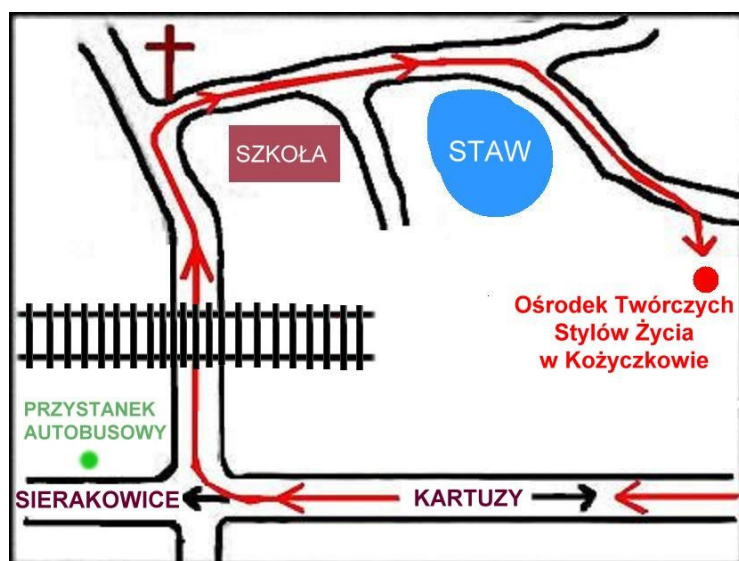 SZKOŁA
STAW
Ośrodek Twórczych
Stylów Życia
w Kożyczkowie
PRZYSTANEK
AUTOBUSOWY
SIERAKOWICE
KARTUZY